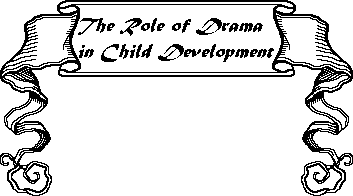 The Role of Drama
in Child Development